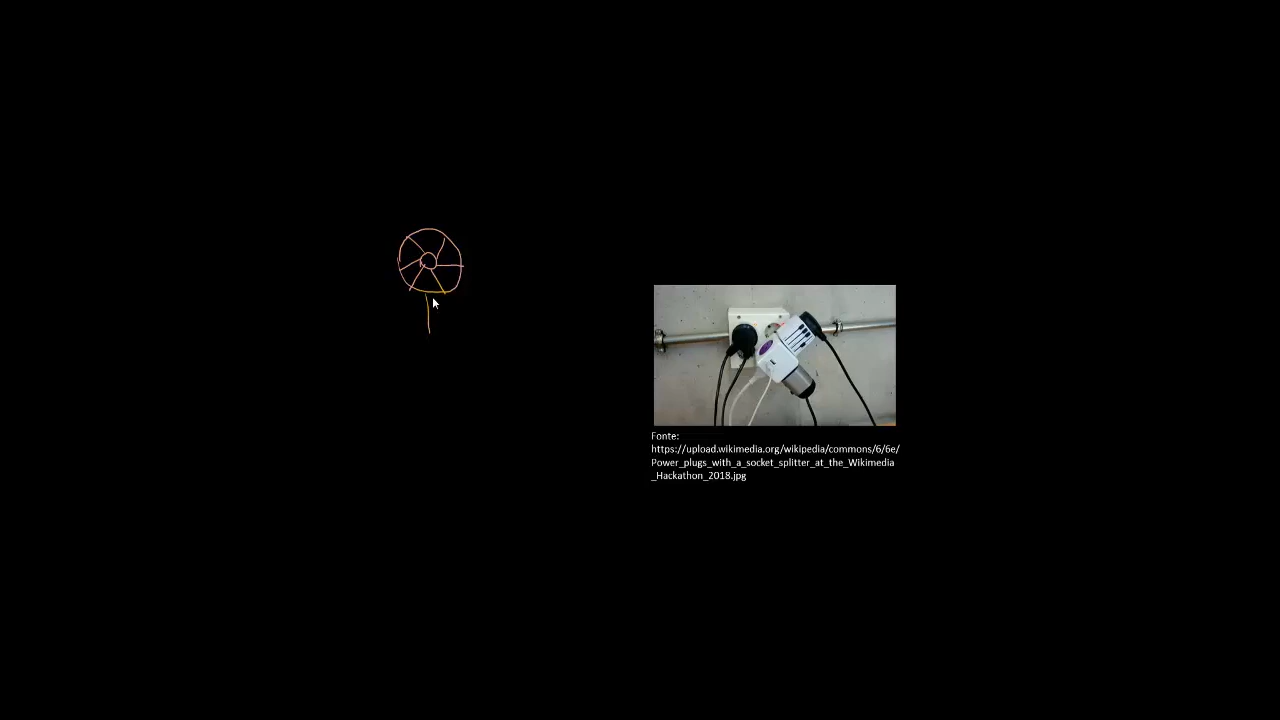 Fonte:
https://upload.wikimedia.org/wikipedia/commons/6/6e/
Power_plugs_with_a_socket_splitter_at_the_Wikimedia
_Hackathon_2018.jpg